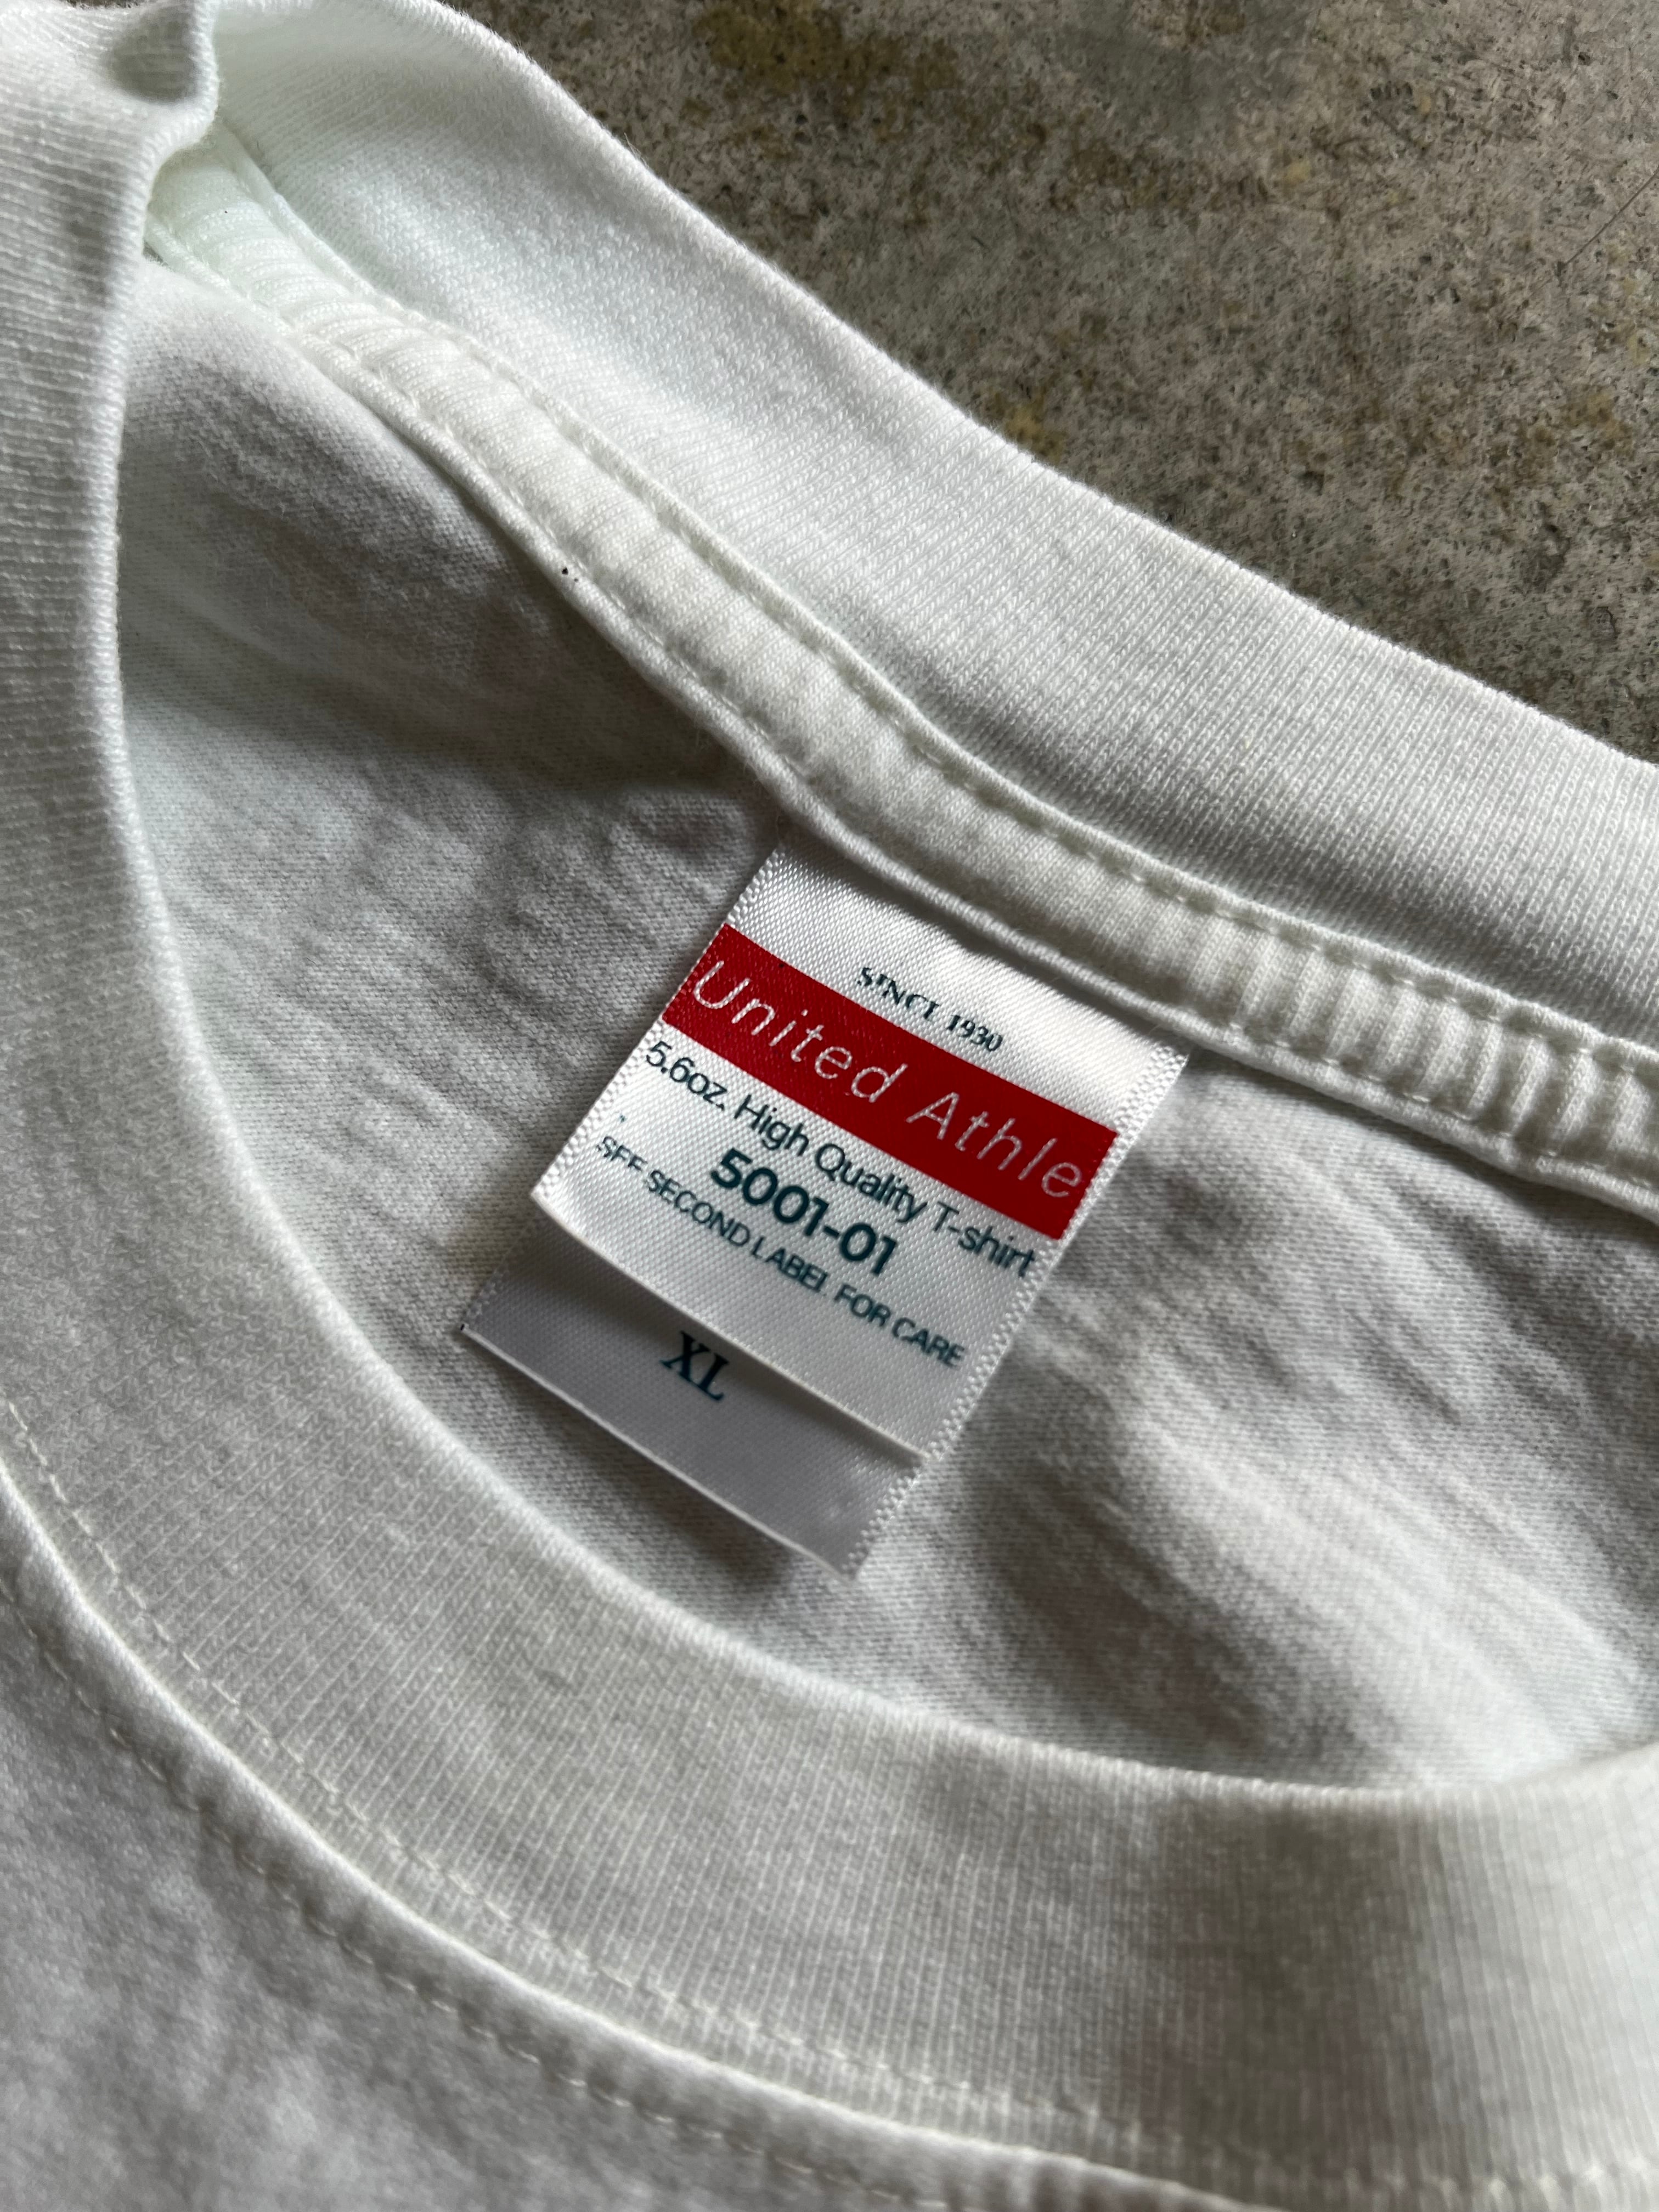 SINCE 1930
United Athle
5.6oz. High Quality T-shirt
5001-01
SEE SECOND LABEL FOR CARE
XL